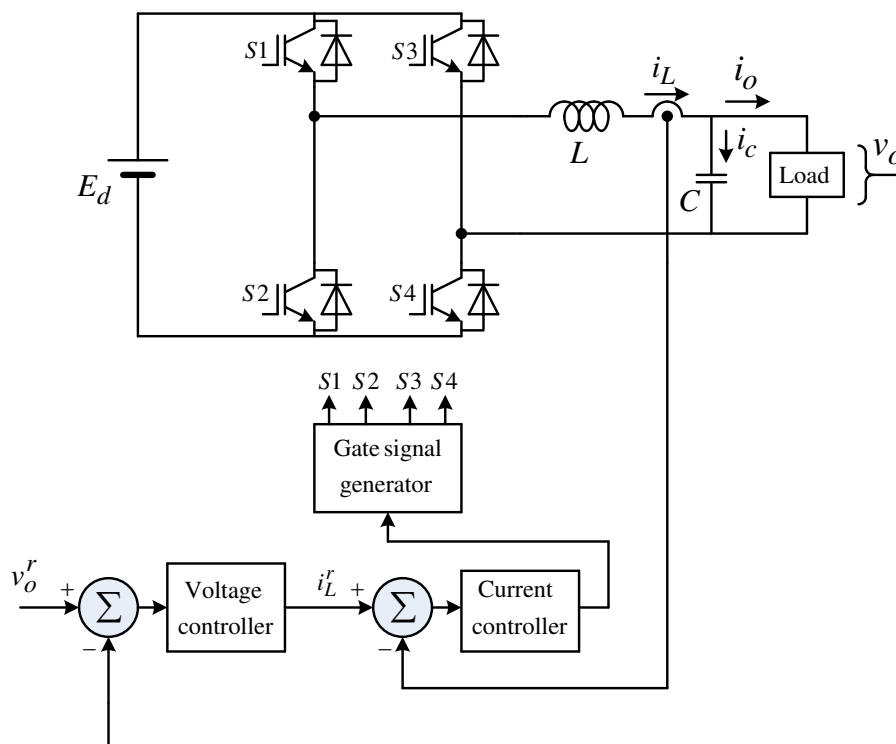 S1
S3
i_L
i_o
L
i_c
v_o
C
Load
E_d
S2
S4
S1 S2 S3 S4
Gate signal
generator
v_o^r
+
Σ
−
Voltage
controller
i_L^r
+
Σ
−
Current
controller